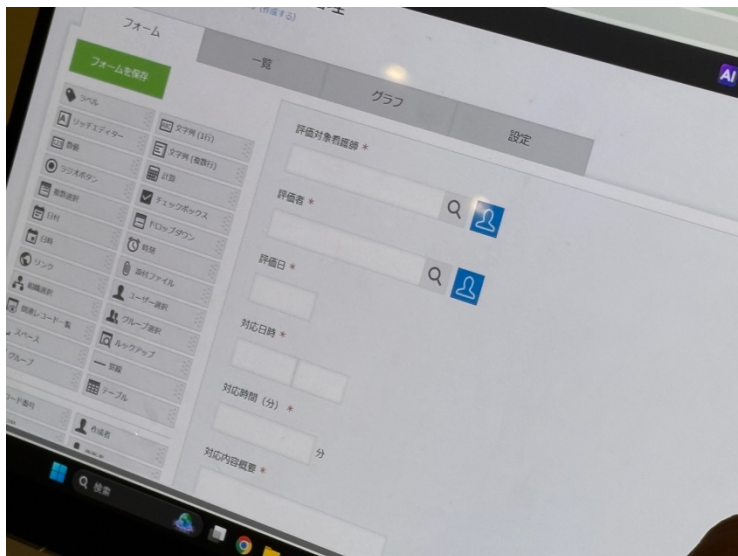 (作成する)
フォーム
一覧
グラフ
設定
フォームを保存
ラベル
リッチエディター
文字列 (1行)
文字列 (複数行)
数値
計算
ラジオボタン
チェックボックス
複数選択
ドロップダウン
日付
時刻
日時
添付ファイル
リンク
ユーザー選択
組織選択
グループ選択
関連レコード一覧
ルックアップ
スペース
罫線
グループ
テーブル
作成者
評価対象看護師 *
評価者 *
評価日 *
対応日時 *
対応時間 (分) *
分
対応内容概要 *
検索
AI